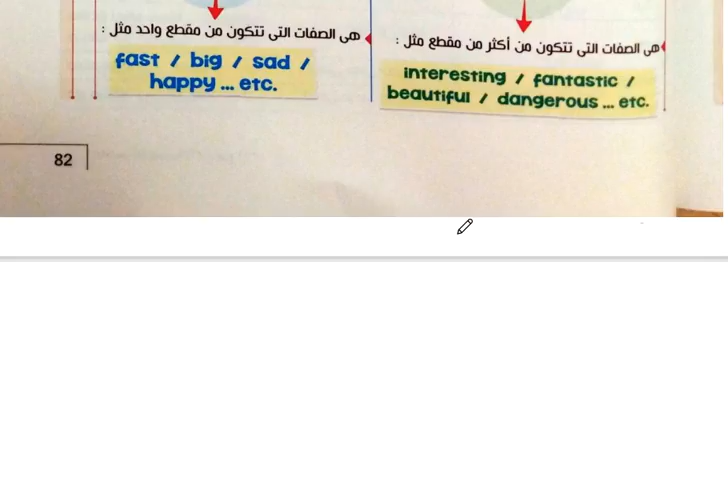 هى الصفات التى تتكون من أكثر من مقطع مثل :
interesting / fantastic /
beautiful / dangerous ... etc.
هى الصفات التى تتكون من مقطع واحد مثل :
fast / big / sad /
happy ... etc.
82